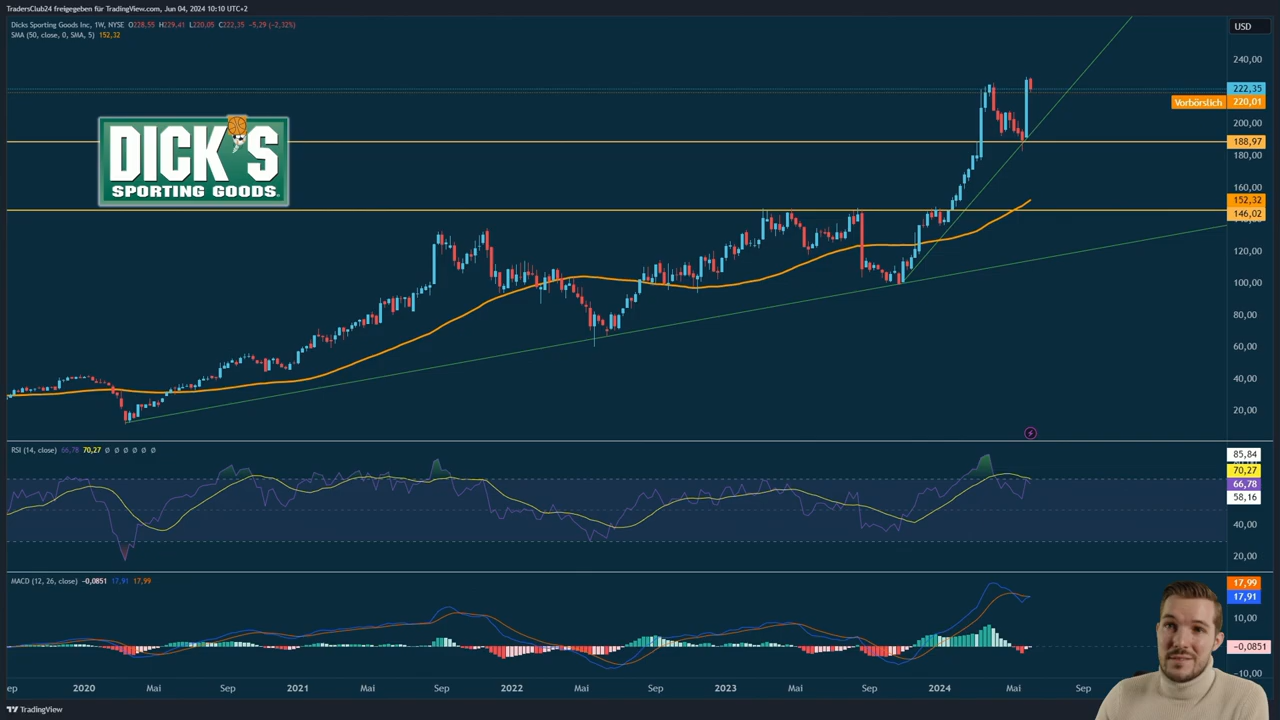 TradersClub24 freigegeben für TradingView.com, Jun 04, 2024 10:10 UTC+2
Dicks Sporting Goods Inc, 1W, NYSE O228,55 H229,41 L220,05 C222,35 -5,29 (-2,32%)
SMA (50, close, 0, SMA, 5) 152,32
USD
240,00
222,35
Vorbörslich 220,01
200,00
188,97
180,00
160,00
152,32
146,02
120,00
100,00
80,00
60,00
40,00
20,00
DICK'S
SPORTING GOODS
RSI (14, close) 66,78 70,27 Ø Ø Ø Ø Ø Ø
85,84
70,27
66,78
58,16
40,00
20,00
MACD (12, 26, close) -0,0851 17,91 17,99
17,99
17,91
10,00
-0,0851
-10,00
ep 2020 Mai Sep 2021 Mai Sep 2022 Mai Sep 2023 Mai Sep 2024 Mai Sep
TradingView